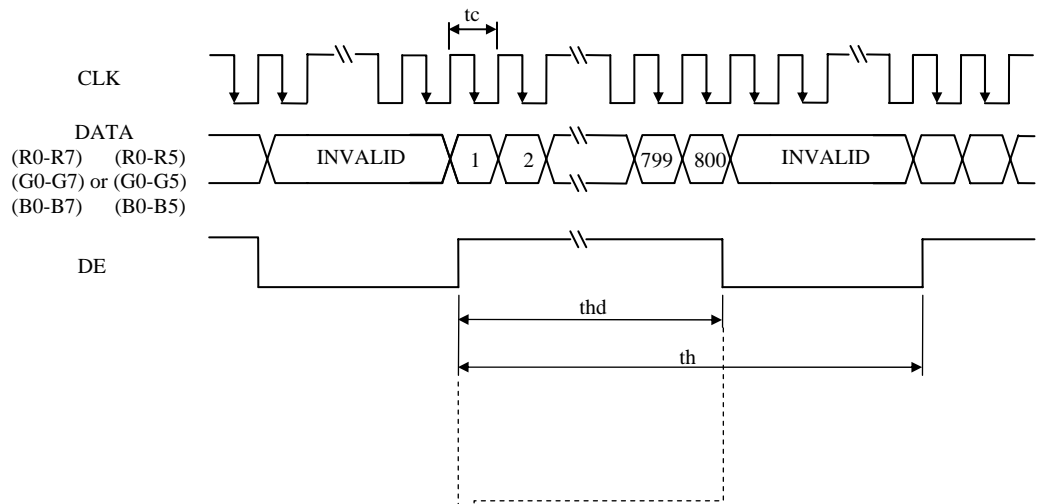 tc
CLK
DATA
(R0-R7) (R0-R5)
(G0-G7) or (G0-G5)
(B0-B7) (B0-B5)
INVALID 1 2 799 800 INVALID
DE
thd
th